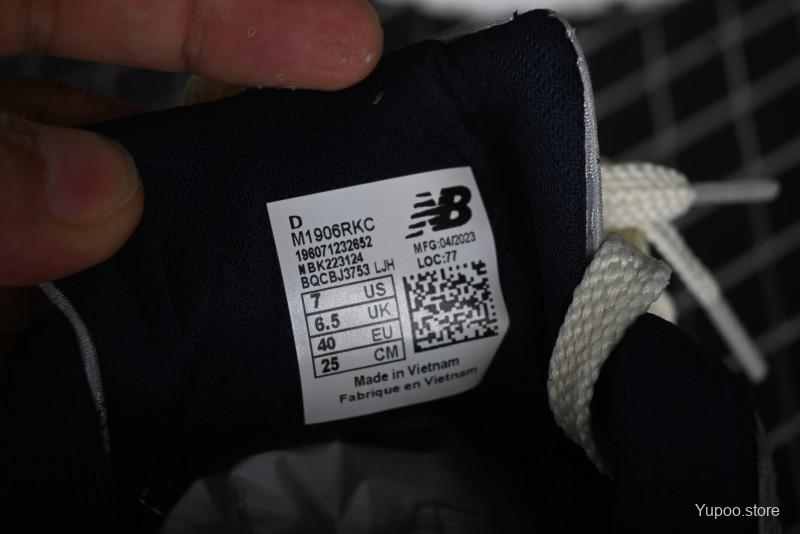 D
M1906RKC
196071232652
NBK223124
BQCBJ3753 LJH
NB
MFG:04/2023
LOC:77
7 US
6.5 UK
40 EU
25 CM
Made in Vietnam
Fabrique en Vietnam
Yupoo.store